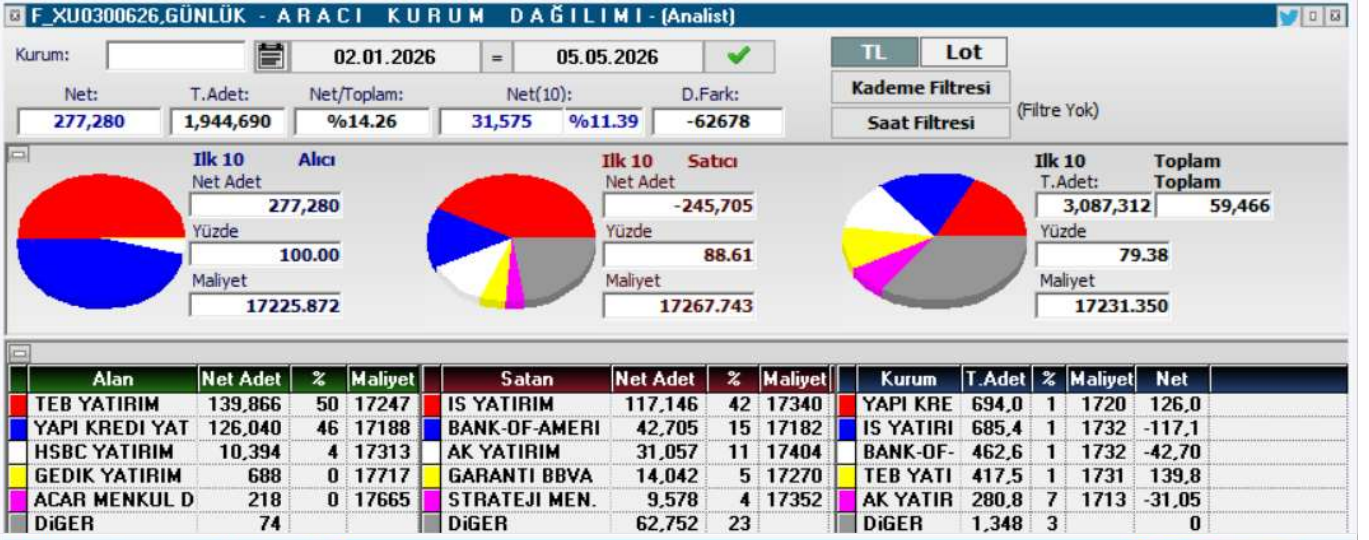 F_XU0300626,GÜNLÜK - ARACI KURUM DAĞILIMI - (Analist)
Kurum: 02.01.2026 = 05.05.2026 TL Lot
Kademe Filtresi
Net: T.Adet: Net/Toplam: Net(10): D.Fark:
277,280 1,944,690 %14.26 31,575 %11.39 -62678 Saat Filtresi (Filtre Yok)
Ilk 10 Alıcı Ilk 10 Satıcı Ilk 10 Toplam
Net Adet Net Adet T.Adet: Toplam
277,280 -245,705 3,087,312 59,466
Yüzde Yüzde Yüzde
100.00 88.61 79.38
Maliyet Maliyet Maliyet
17225.872 17267.743 17231.350
Alan Net Adet % Maliyet Satan Net Adet % Maliyet Kurum T.Adet % Maliyet Net
TEB YATIRIM 139,866 50 17247 IS YATIRIM 117,146 42 17340 YAPI KRE 694,0 1 1720 126,0
YAPI KREDI YAT 126,040 46 17188 BANK-OF-AMERI 42,705 15 17182 IS YATIRI 685,4 1 1732 -117,1
HSBC YATIRIM 10,394 4 17313 AK YATIRIM 31,057 11 17404 BANK-OF- 462,6 1 1732 -42,70
GEDIK YATIRIM 688 0 17717 GARANTI BBVA 14,042 5 17270 TEB YATI 417,5 1 1731 139,8
ACAR MENKUL D 218 0 17665 STRATEJI MEN. 9,578 4 17352 AK YATIR 280,8 7 1713 -31,05
DiĞER 74 DiĞER 62,752 23 DiĞER 1,348 3 0